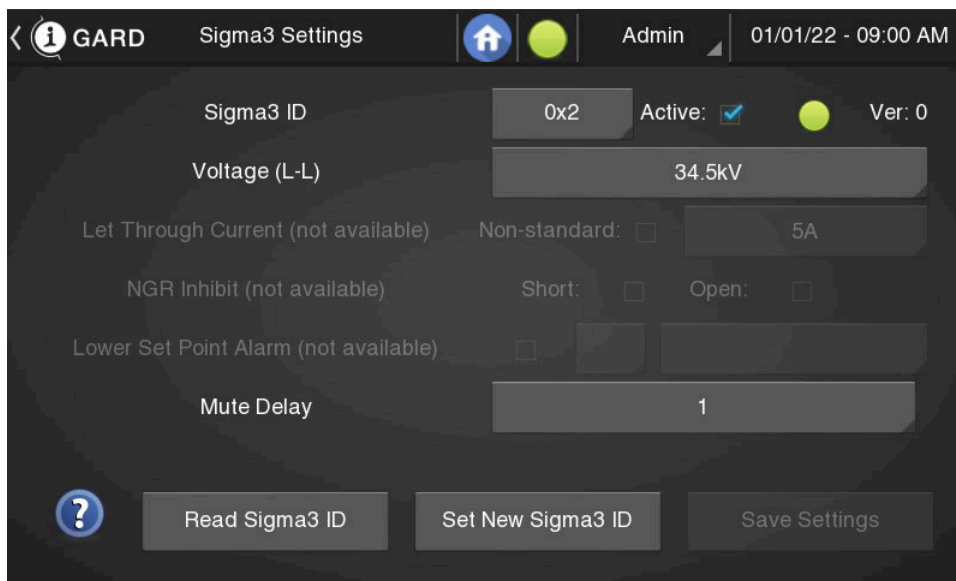 i GARD Sigma3 Settings Admin 01/01/22 - 09:00 AM
Sigma3 ID 0x2 Active: Ver: 0
Voltage (L-L) 34.5kV
Let Through Current (not available) Non-standard: 5A
NGR Inhibit (not available) Short: Open:
Lower Set Point Alarm (not available)
Mute Delay 1
? Read Sigma3 ID Set New Sigma3 ID Save Settings